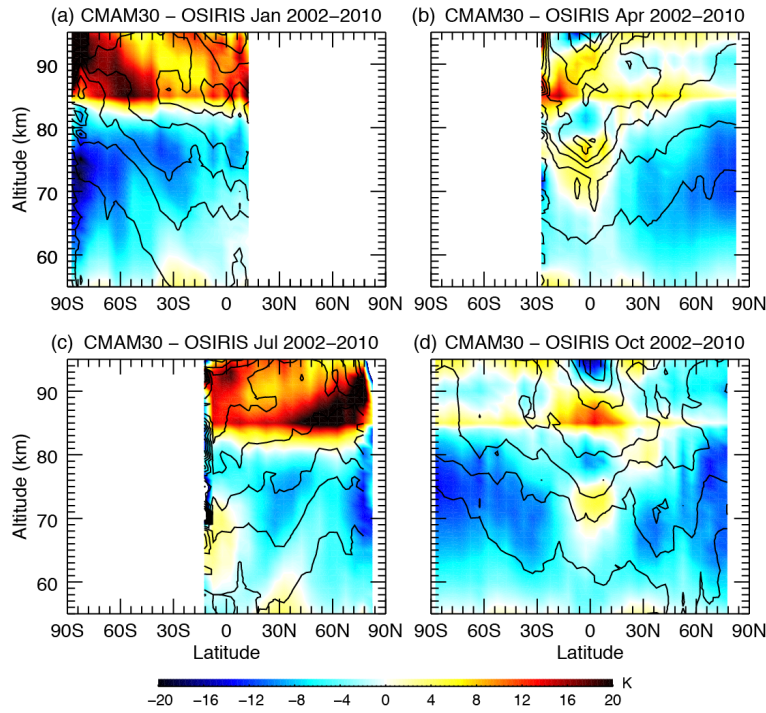 (a) CMAM30 − OSIRIS Jan 2002−2010
(b) CMAM30 − OSIRIS Apr 2002−2010
Altitude (km)
90
80
70
60
90S 60S 30S 0 30N 60N 90N
90S 60S 30S 0 30N 60N 90N
(c) CMAM30 − OSIRIS Jul 2002−2010
(d) CMAM30 − OSIRIS Oct 2002−2010
Altitude (km)
90
80
70
60
90S 60S 30S 0 30N 60N 90N
90S 60S 30S 0 30N 60N 90N
Latitude
Latitude
K
−20 −16 −12 −8 −4 0 4 8 12 16 20